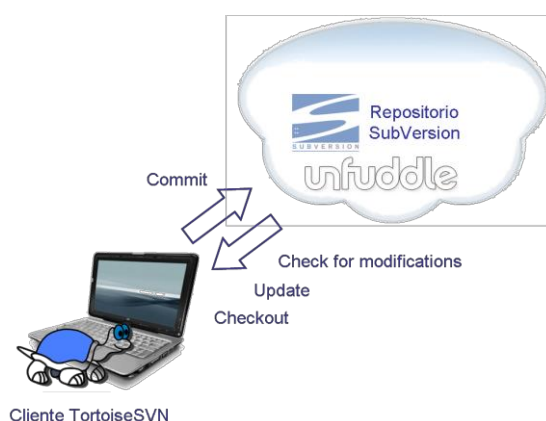 Repositorio
SubVersion
SUBVERSION
unfuddle
Commit
Check for modifications
Update
Checkout
Cliente TortoiseSVN